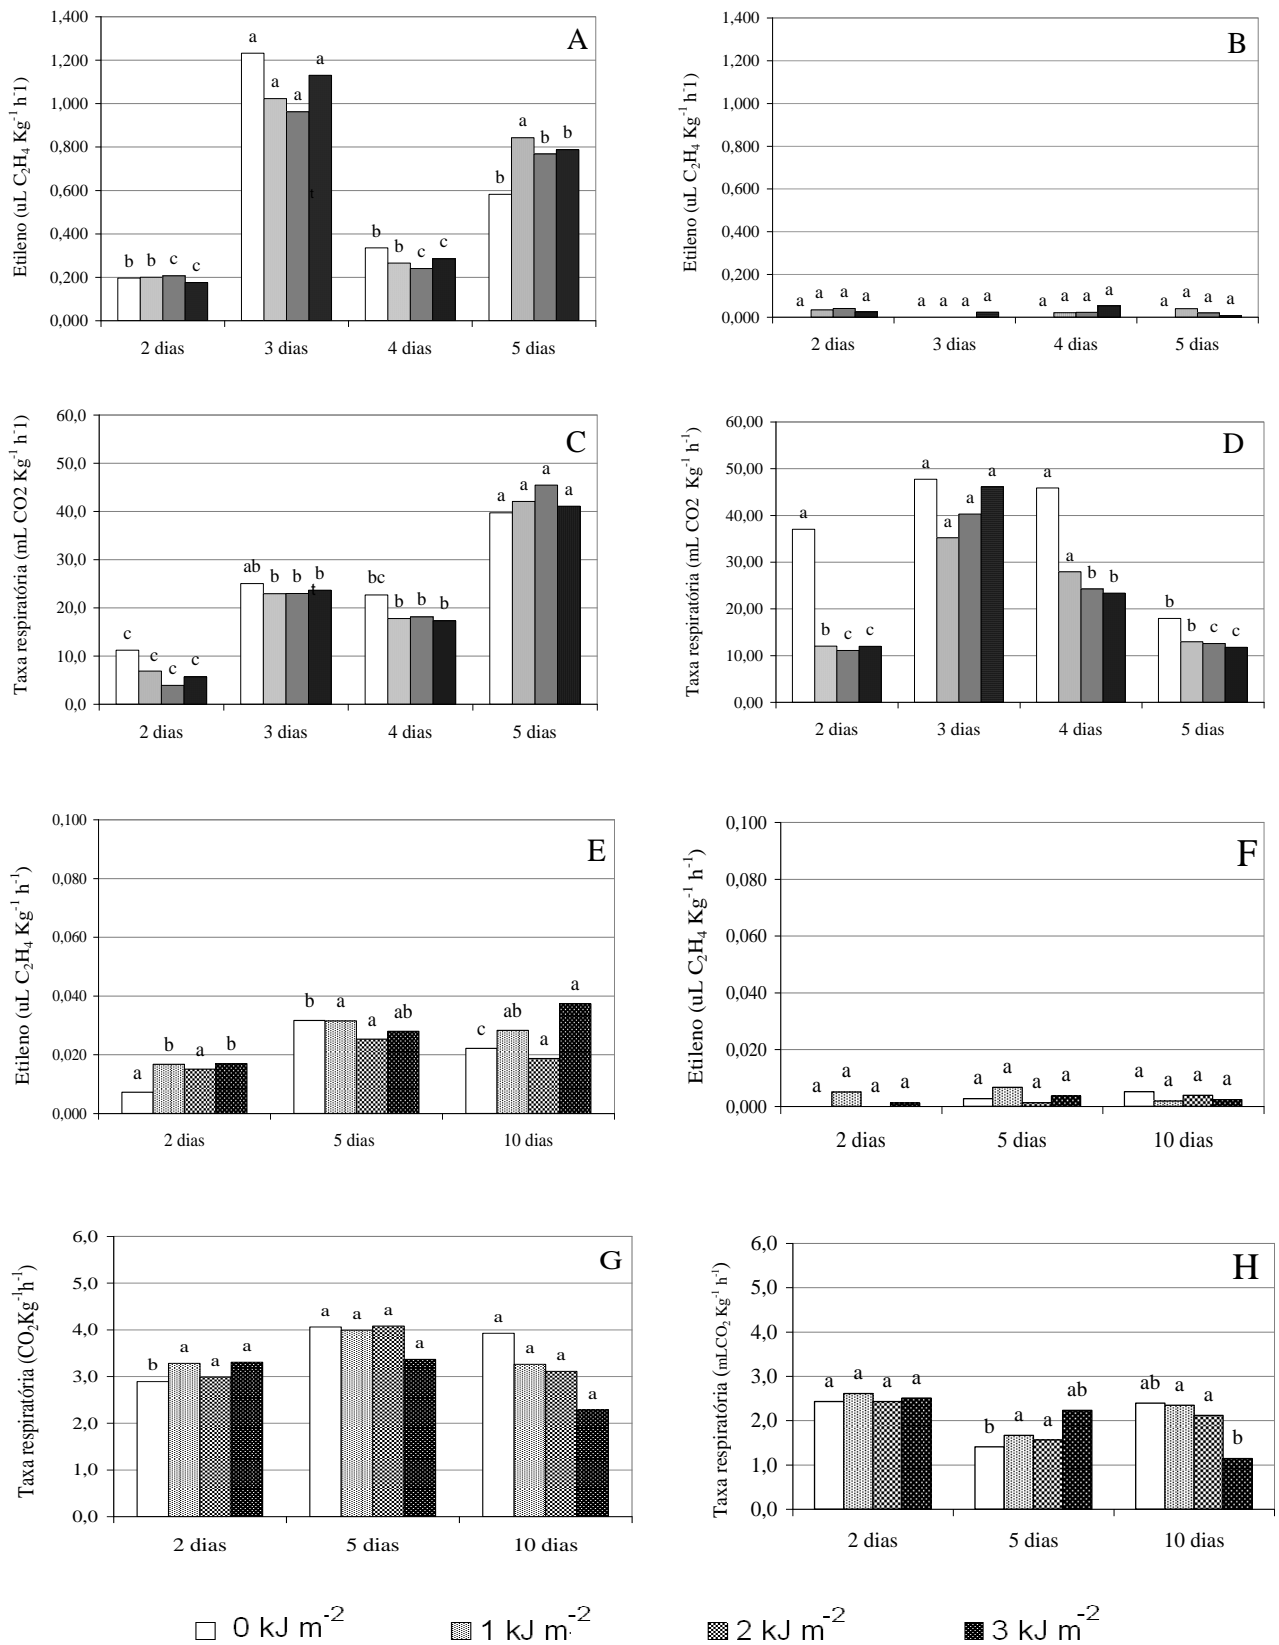 A
Etileno (uL C₂H₄ Kg⁻¹ h⁻1)
1,400
1,200
1,000
0,800
0,600
0,400
0,200
0,000
b b c c
a a a a
t
b b c c
b a b b
2 dias 3 dias 4 dias 5 dias
B
Etileno (uL C₂H₄ Kg⁻¹ h⁻1)
1,400
1,200
1,000
0,800
0,600
0,400
0,200
0,000
a a a a
a a a a
a a a a
a a a a
2 dias 3 dias 4 dias 5 dias
C
Taxa respiratória (mL CO2 Kg⁻¹ h⁻1)
60,0
50,0
40,0
30,0
20,0
10,0
0,0
c c c c
ab b b b
t
bc b b b
a a a a
2 dias 3 dias 4 dias 5 dias
D
Taxa respiratória (mL CO2 Kg⁻¹ h⁻¹)
60,00
50,00
40,00
30,00
20,00
10,00
0,00
a b c c
a a a a
a a b b
b b c c
2 dias 3 dias 4 dias 5 dias
E
Etileno (uL C₂H₄ Kg⁻¹ h⁻¹)
0,100
0,080
0,060
0,040
0,020
0,000
a b a b
b a a ab
c ab a a
2 dias 5 dias 10 dias
F
Etileno (uL C₂H₄ Kg⁻¹ h⁻¹)
0,100
0,080
0,060
0,040
0,020
0,000
a a a a
a a a a
a a a a
2 dias 5 dias 10 dias
G
Taxa respiratória (CO₂Kg⁻¹h⁻¹)
6,0
5,0
4,0
3,0
2,0
1,0
0,0
b a a a
a a a a
a a a a
2 dias 5 dias 10 dias
H
Taxa respiratória (mLCO₂ Kg⁻¹ h⁻¹)
6,0
5,0
4,0
3,0
2,0
1,0
0,0
a a a a
b a a ab
ab a a b
2 dias 5 dias 10 dias
0 kJ m⁻² 1 kJ m⁻² 2 kJ m⁻² 3 kJ m⁻²